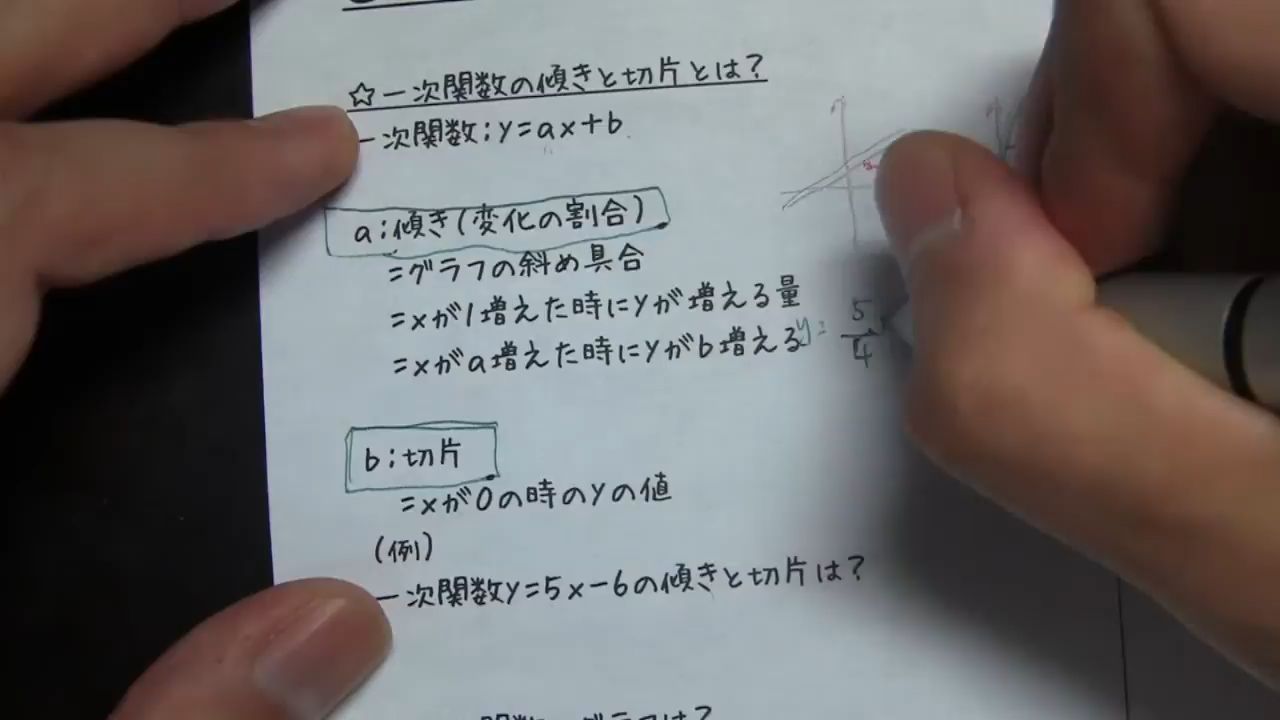 ☆一次関数の傾きと切片とは？
一次関数：y=ax+b
a：傾き(変化の割合)
=グラフの斜め具合
=xが1増えた時にyが増える量
=xがa増えた時にyがb増える
y=5/4
b：切片
=xが0の時のyの値
(例)
一次関数y=5x-6の傾きと切片は？